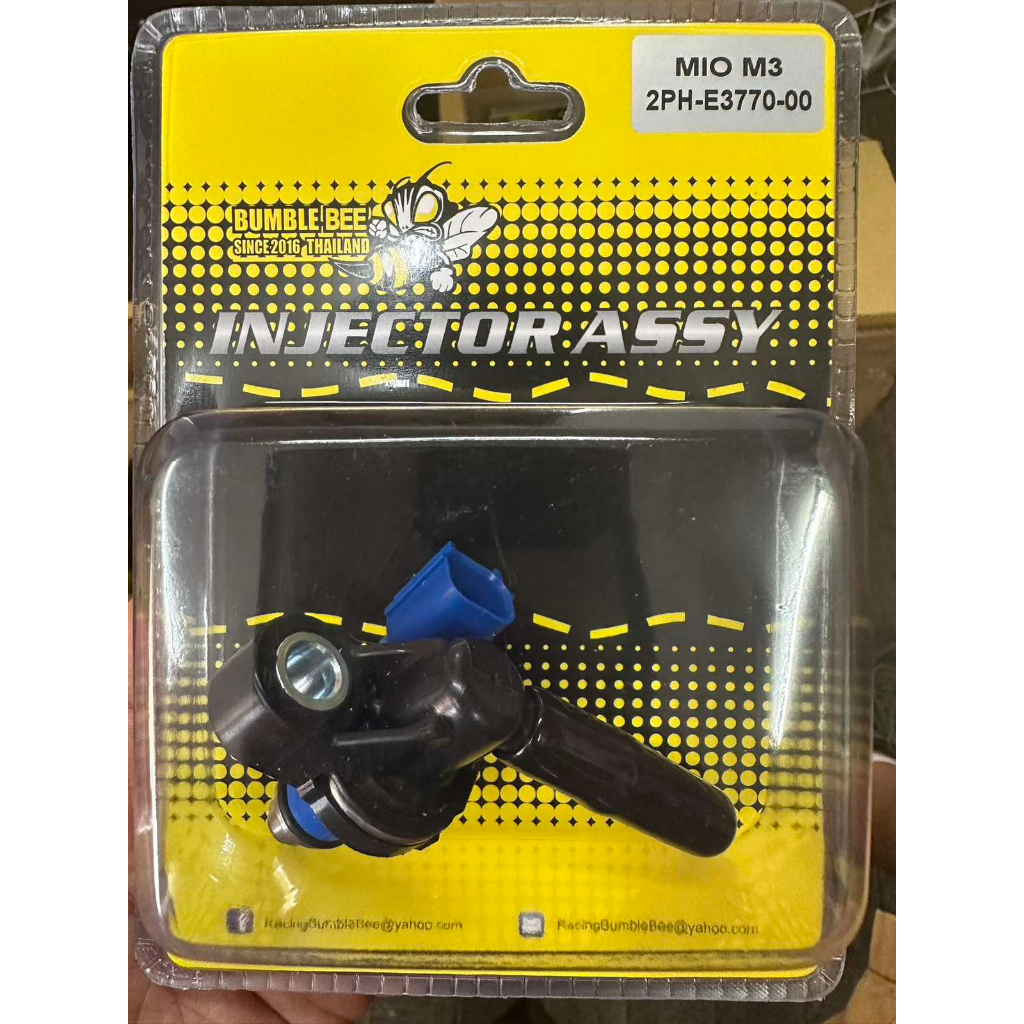 MIO M3
2PH-E3770-00
BUMBLE BEE
SINCE 2016 THAILAND
INJECTOR ASSY
RacingBumbleBee@yahoo.com
RacingBumbleBee@yahoo.com